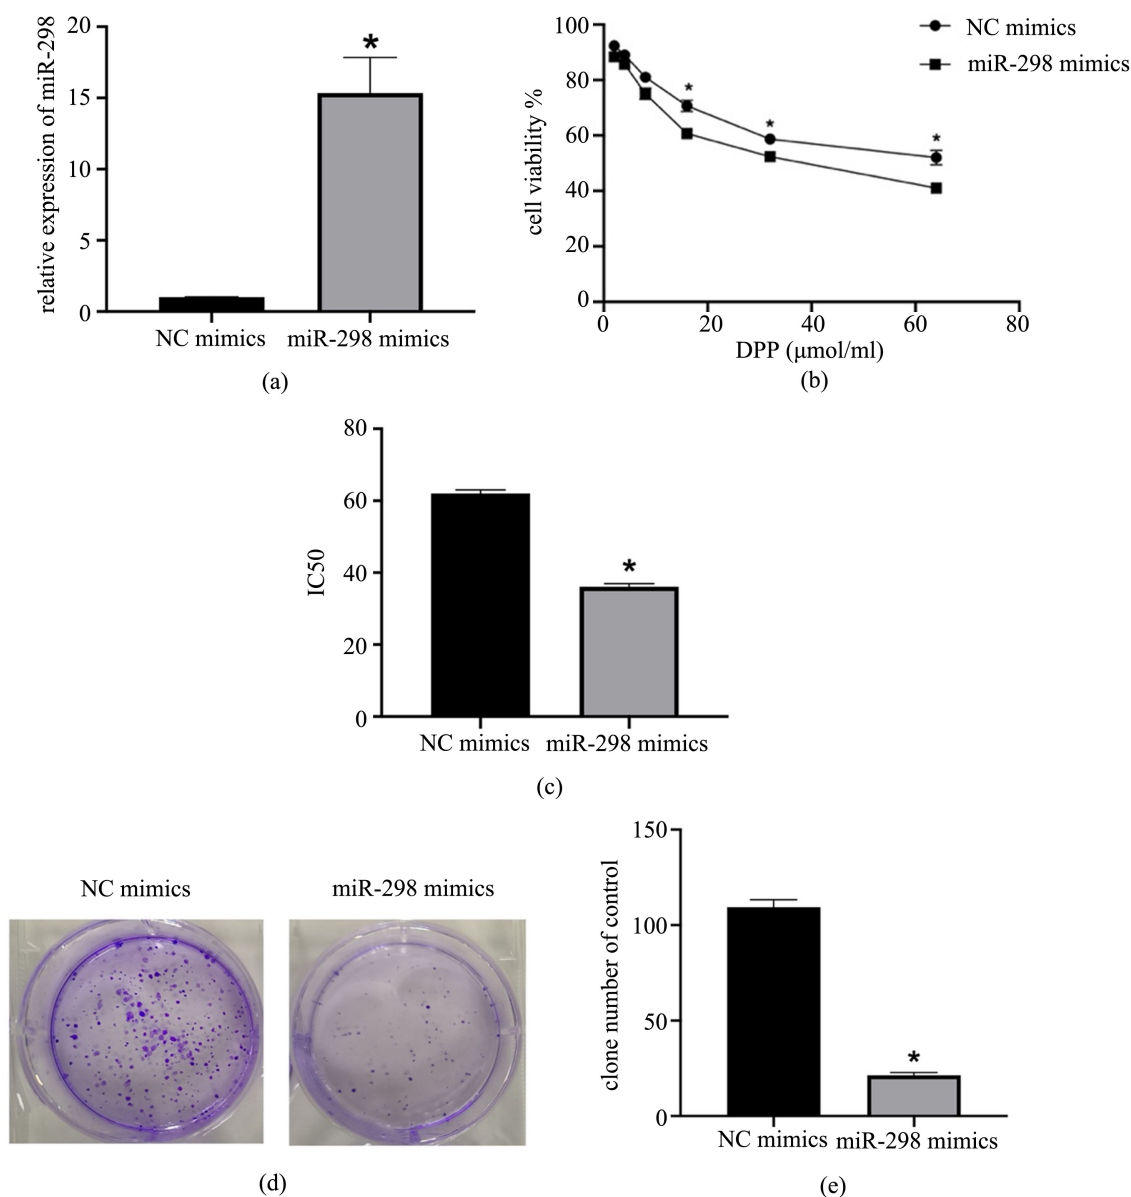 relative expression of miR-298
20
15
10
5
0
*
NC mimics miR-298 mimics
(a)
cell viability %
100
80
60
40
20
0
* * *
NC mimics
miR-298 mimics
0 20 40 60 80
DPP (μmol/ml)
(b)
IC50
80
60
40
20
0
*
NC mimics miR-298 mimics
(c)
NC mimics miR-298 mimics
(d)
clone number of control
150
100
50
0
*
NC mimics miR-298 mimics
(e)